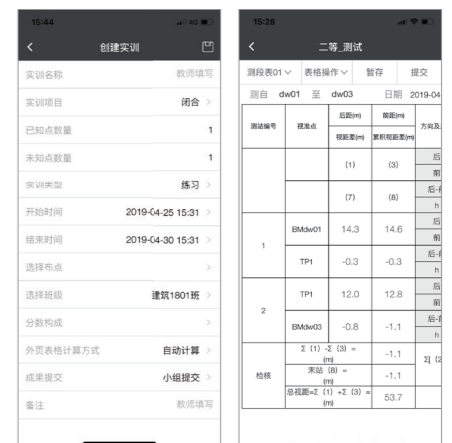 15:44
4G
创建实训
实训名称 教师填写
实训项目 闭合
已知点数量 1
未知点数量 1
实训类型 练习
开始时间 2019-04-25 15:31
结束时间 2019-04-30 15:31
选择布点
选择班级 建筑1801班
分数构成
外页表格计算方式 自动计算
成果提交 小组提交
备注 教师填写
15:28
二等_测试
测段表01 表格操作 暂存 提交
测自 dw01 至 dw03 日期 2019-04
测站编号 视准点 后距(m) 前距(m) 方向及
视距差(m) 累积视距差(m)
(1) (3) 后
前
(7) (8) 后-前
h
1 BMdw01 14.3 14.6 后
前
TP1 -0.3 -0.3 后-前
h
2 TP1 12.0 12.8 后
前
BMdw03 -0.8 -1.1 后-前
h
检核 Σ（1）-Σ（3）= (m) -1.1 Σ[（2
末站（8）= (m) -1.1
总视距=Σ（1）+Σ（3）= (m) 53.7